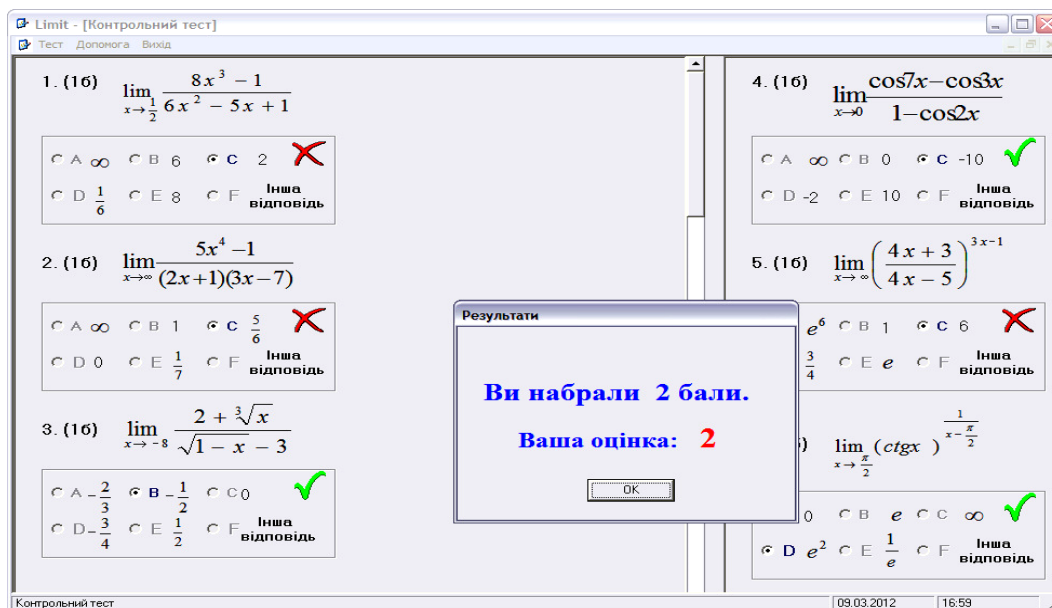 Limit - [Контрольний тест]
Тест Допомога Вихід
1. (1б) lim x→1/2 (8x³ − 1)/(6x² − 5x + 1)
A ∞ B 6 C 2
D 1/6 E 8 F Інша відповідь
2. (1б) lim x→∞ (5x⁴ −1)/((2x+1)(3x−7))
A ∞ B 1 C 5/6
D 0 E 1/7 F Інша відповідь
3. (1б) lim x→−8 (2 + ∛x)/(√(1 − x) − 3)
A −2/3 B −1/2 C 0
D −3/4 E 1/2 F Інша відповідь
4. (1б) lim x→0 (cos7x−cos3x)/(1−cos2x)
A ∞ B 0 C -10
D -2 E 10 F Інша відповідь
5. (1б) lim x→∞ ((4x + 3)/(4x − 5))^(3x−1)
e⁶ B 1 C 6
3/4 E e F Інша відповідь
) lim x→π/2 (ctgx)^(1/(x−π/2))
0 B e C ∞
D e² E 1/e F Інша відповідь
Результати
Ви набрали 2 бали.
Ваша оцінка: 2
OK
Контрольний тест
09.03.2012
16:59